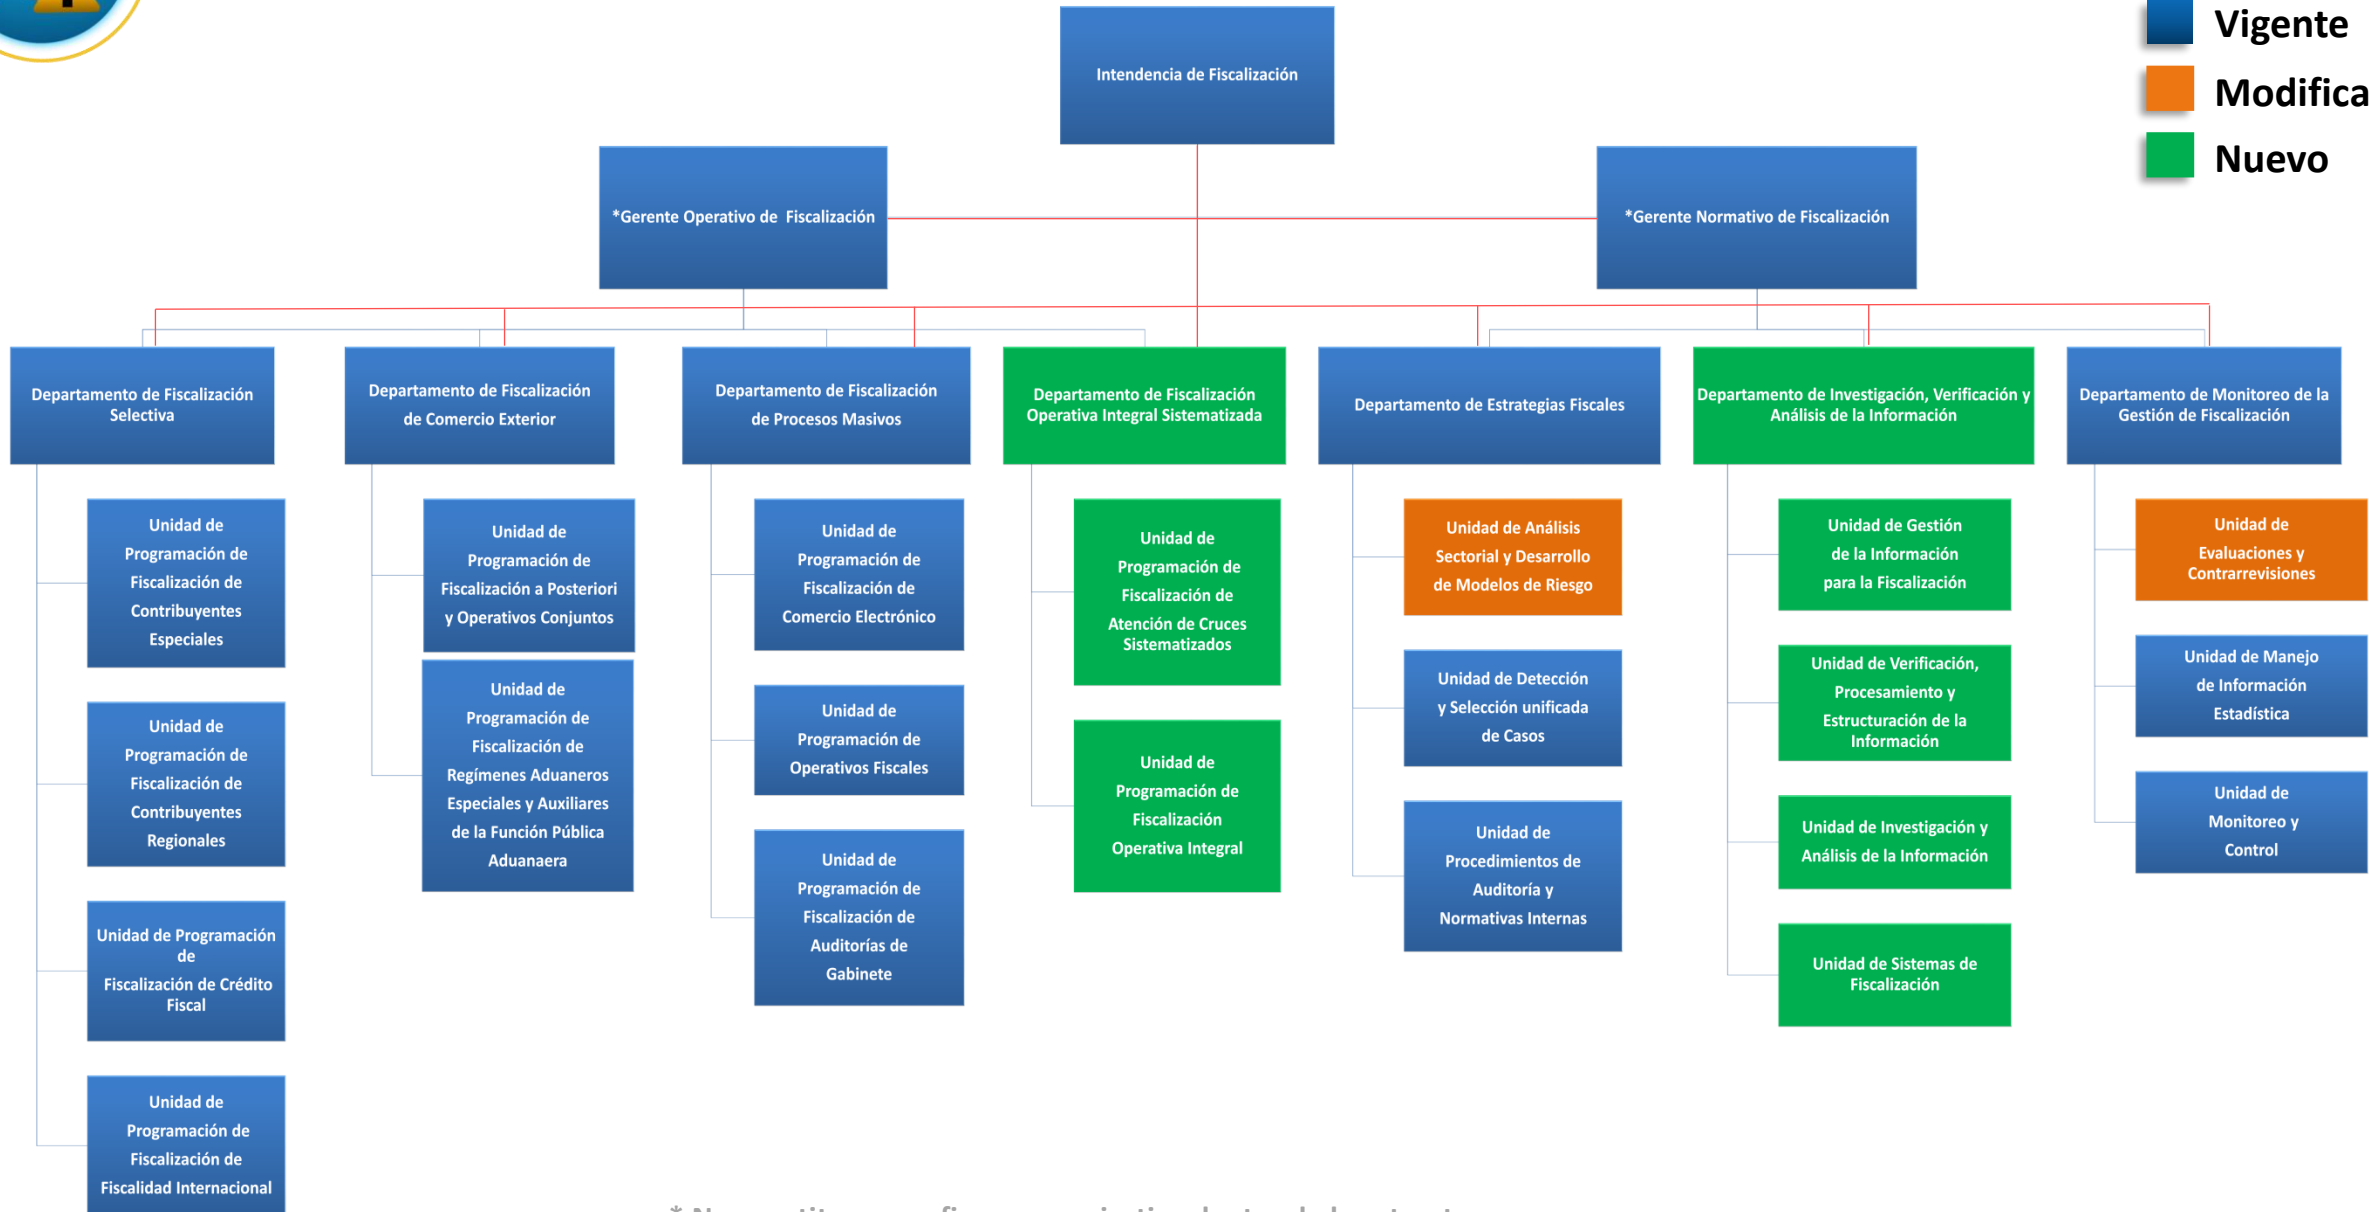 Vigente
Modifica
Nuevo
Intendencia de Fiscalización
*Gerente Operativo de Fiscalización
*Gerente Normativo de Fiscalización
Departamento de Fiscalización
Selectiva
Departamento de Fiscalización
de Comercio Exterior
Departamento de Fiscalización
de Procesos Masivos
Departamento de Fiscalización
Operativa Integral Sistematizada
Departamento de Estrategias Fiscales
Departamento de Investigación, Verificación y
Análisis de la Información
Departamento de Monitoreo de la
Gestión de Fiscalización
Unidad de
Programación de
Fiscalización de
Contribuyentes
Especiales
Unidad de
Programación de
Fiscalización de
Contribuyentes
Regionales
Unidad de Programación
de
Fiscalización de Crédito
Fiscal
Unidad de
Programación de
Fiscalización de
Fiscalidad Internacional
Unidad de
Programación de
Fiscalización a Posteriori
y Operativos Conjuntos
Unidad de
Programación de
Fiscalización de
Regímenes Aduaneros
Especiales y Auxiliares
de la Función Pública
Aduanaera
Unidad de
Programación de
Fiscalización de
Comercio Electrónico
Unidad de
Programación de
Operativos Fiscales
Unidad de
Programación de
Fiscalización de
Auditorías de
Gabinete
Unidad de
Programación de
Fiscalización de
Atención de Cruces
Sistematizados
Unidad de
Programación de
Fiscalización
Operativa Integral
Unidad de Análisis
Sectorial y Desarrollo
de Modelos de Riesgo
Unidad de Detección
y Selección unificada
de Casos
Unidad de
Procedimientos de
Auditoría y
Normativas Internas
Unidad de Gestión
de la Información
para la Fiscalización
Unidad de Verificación,
Procesamiento y
Estructuración de la
Información
Unidad de Investigación y
Análisis de la Información
Unidad de Sistemas de
Fiscalización
Unidad de
Evaluaciones y
Contrarrevisiones
Unidad de Manejo
de Información
Estadística
Unidad de
Monitoreo y
Control